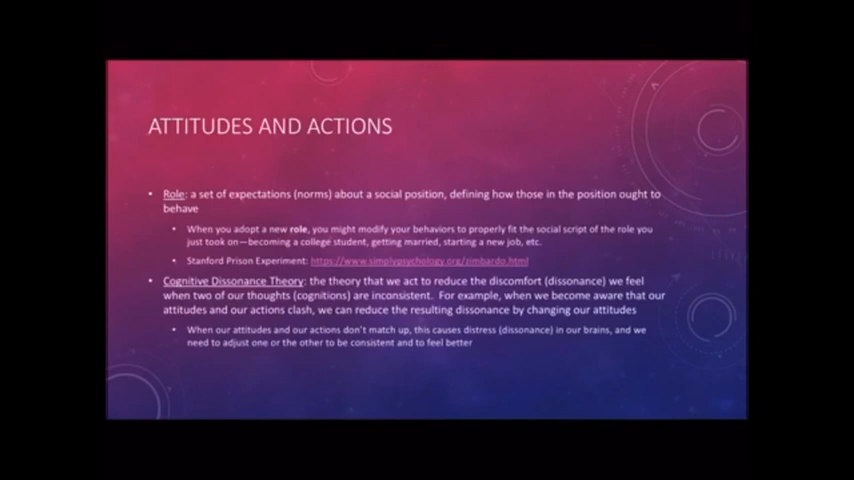 ATTITUDES AND ACTIONS
• Role: a set of expectations (norms) about a social position, defining how those in the position ought to
behave
• When you adopt a new role, you might modify your behaviors to properly fit the social script of the role you
just took on—becoming a college student, getting married, starting a new job, etc.
• Stanford Prison Experiment: https://www.simplypsychology.org/zimbardo.html
• Cognitive Dissonance Theory: the theory that we act to reduce the discomfort (dissonance) we feel
when two of our thoughts (cognitions) are inconsistent.  For example, when we become aware that our
attitudes and our actions clash, we can reduce the resulting dissonance by changing our attitudes
• When our attitudes and our actions don't match up, this causes distress (dissonance) in our brains, and we
need to adjust one or the other to be consistent and to feel better